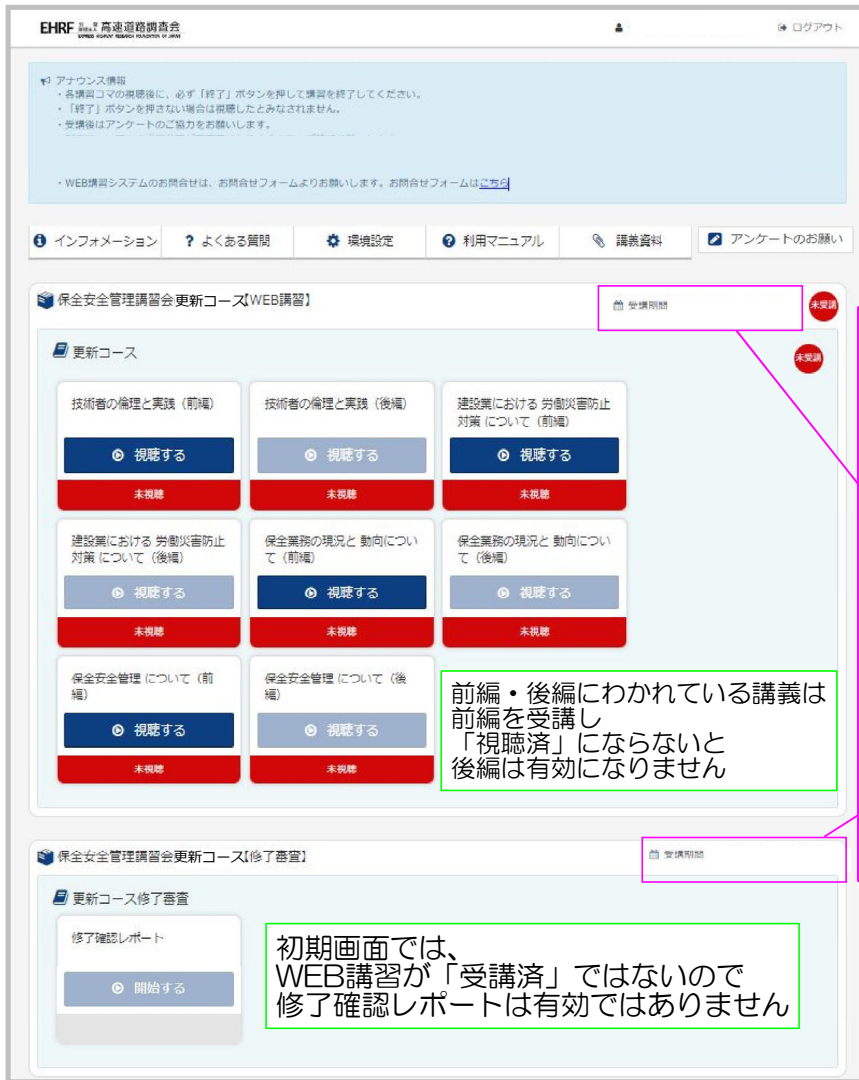 EHRF 高速道路調査会
ログアウト
アナウンス情報
・各講習コマの視聴後に、必ず「終了」ボタンを押して講習を終了してください。
・「終了」ボタンを押さない場合は視聴したとみなされません。
・受講後はアンケートのご協力をお願いします。
・WEB講習システムのお問合せは、お問合せフォームよりお願いします。お問合せフォームはこちら
インフォメーション ? よくある質問 環境設定 利用マニュアル 講義資料 アンケートのお願い
保全安全管理講習会更新コース【WEB講習】 受講期間 未受講
更新コース 未受講
技術者の倫理と実践（前編）
視聴する
未視聴
技術者の倫理と実践（後編）
視聴する
未視聴
建設業における 労働災害防止
対策 について（前編）
視聴する
未視聴
建設業における 労働災害防止
対策 について（後編）
視聴する
未視聴
保全業務の現況と 動向につい
て（前編）
視聴する
未視聴
保全業務の現況と 動向につい
て（後編）
視聴する
未視聴
保全安全管理 について（前
編）
視聴する
未視聴
保全安全管理 について（後
編）
視聴する
未視聴
前編・後編にわかれている講義は
前編を受講し
「視聴済」にならないと
後編は有効になりません
保全安全管理講習会更新コース【修了審査】 受講期間
更新コース修了審査
修了確認レポート
開始する
初期画面では、
WEB講習が「受講済」ではないので
修了確認レポートは有効ではありません